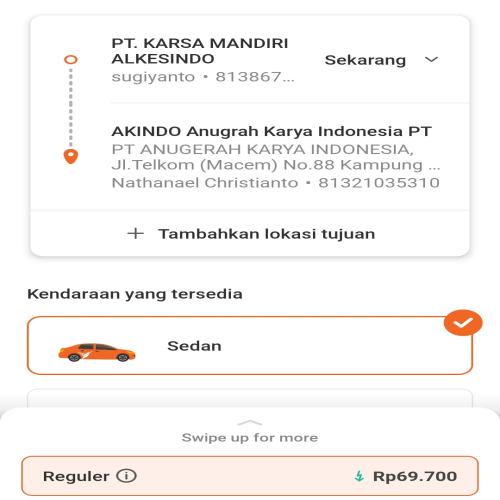 PT. KARSA MANDIRI
ALKESINDO
Sekarang
sugiyanto • 813867...
AKINDO Anugrah Karya Indonesia PT
PT ANUGERAH KARYA INDONESIA,
Jl.Telkom (Macem) No.88 Kampung ...
Nathanael Christianto • 81321035310
+ Tambahkan lokasi tujuan
Kendaraan yang tersedia
Sedan
Swipe up for more
Reguler
Rp69.700